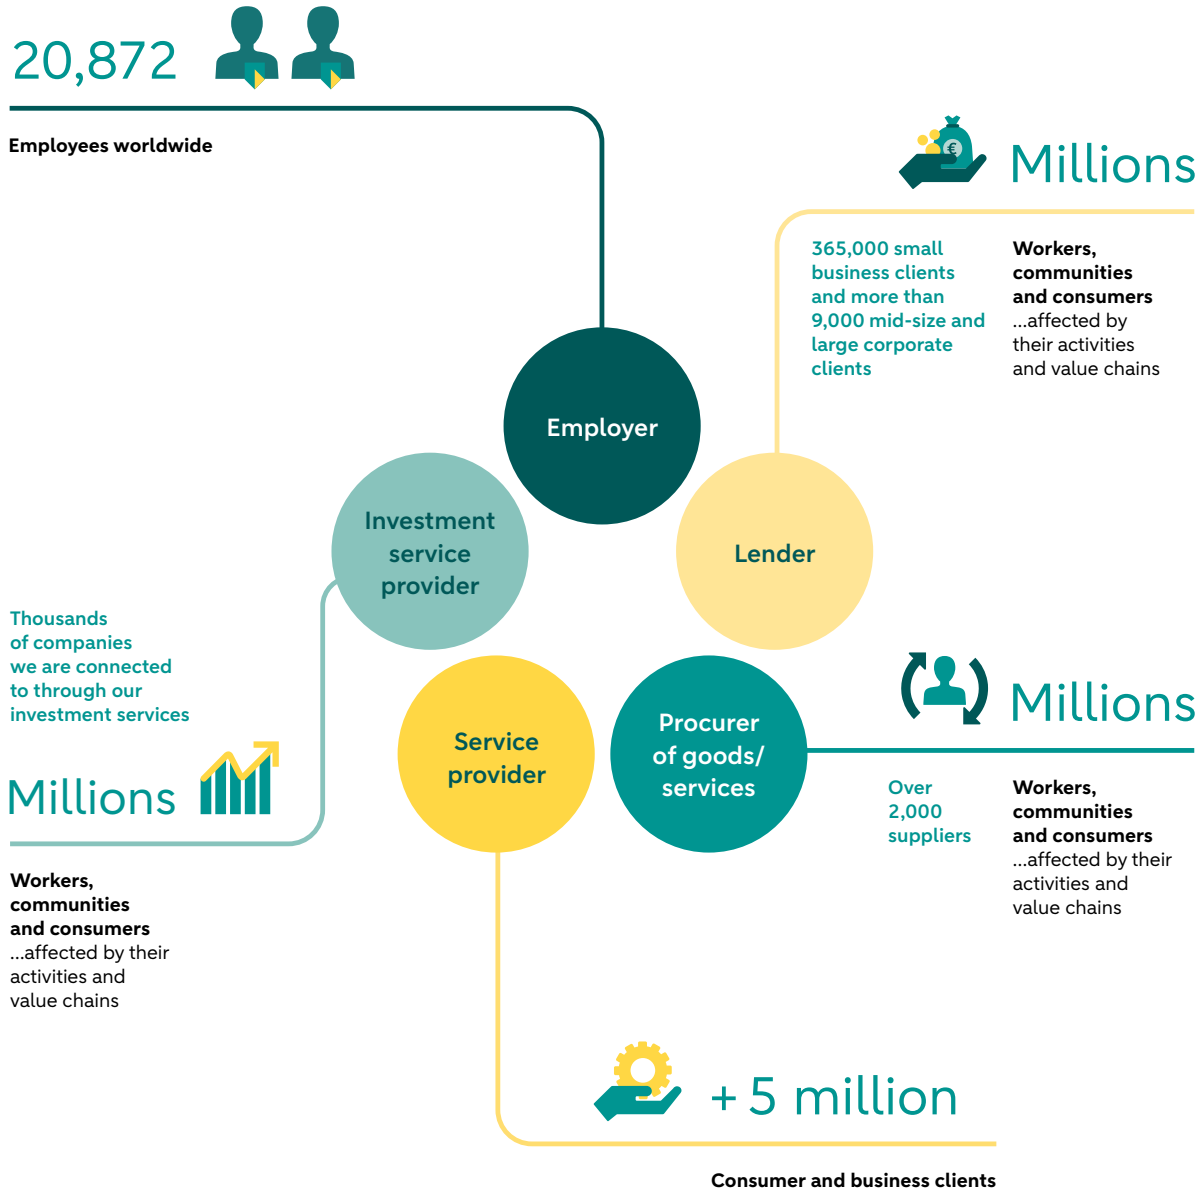 20,872
Employees worldwide
€
Millions
365,000 small
business clients
and more than
9,000 mid-size and
large corporate
clients
Workers,
communities
and consumers
...affected by
their activities
and value chains
Employer
Investment
service
provider
Lender
Thousands
of companies
we are connected
to through our
investment services
Millions
Workers,
communities
and consumers
...affected by their
activities and
value chains
Service
provider
Procurer
of goods/
services
Millions
Over
2,000
suppliers
Workers,
communities
and consumers
...affected by their
activities and
value chains
+ 5 million
Consumer and business clients